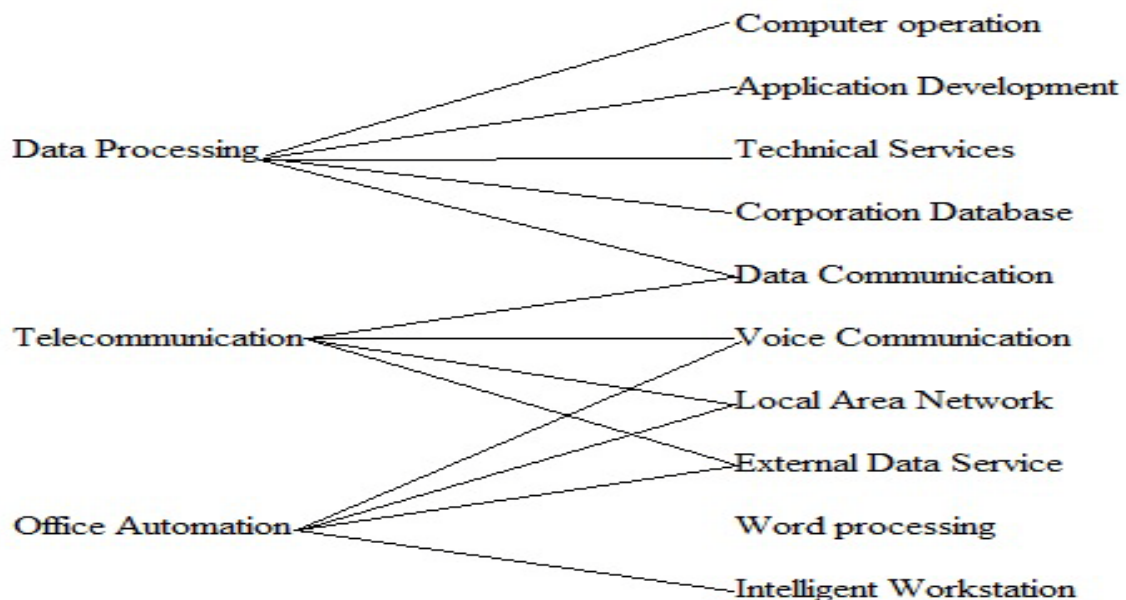 Computer operation
Application Development
Data Processing
Technical Services
Corporation Database
Data Communication
Telecommunication
Voice Communication
Local Area Network
External Data Service
Office Automation
Word processing
Intelligent Workstation